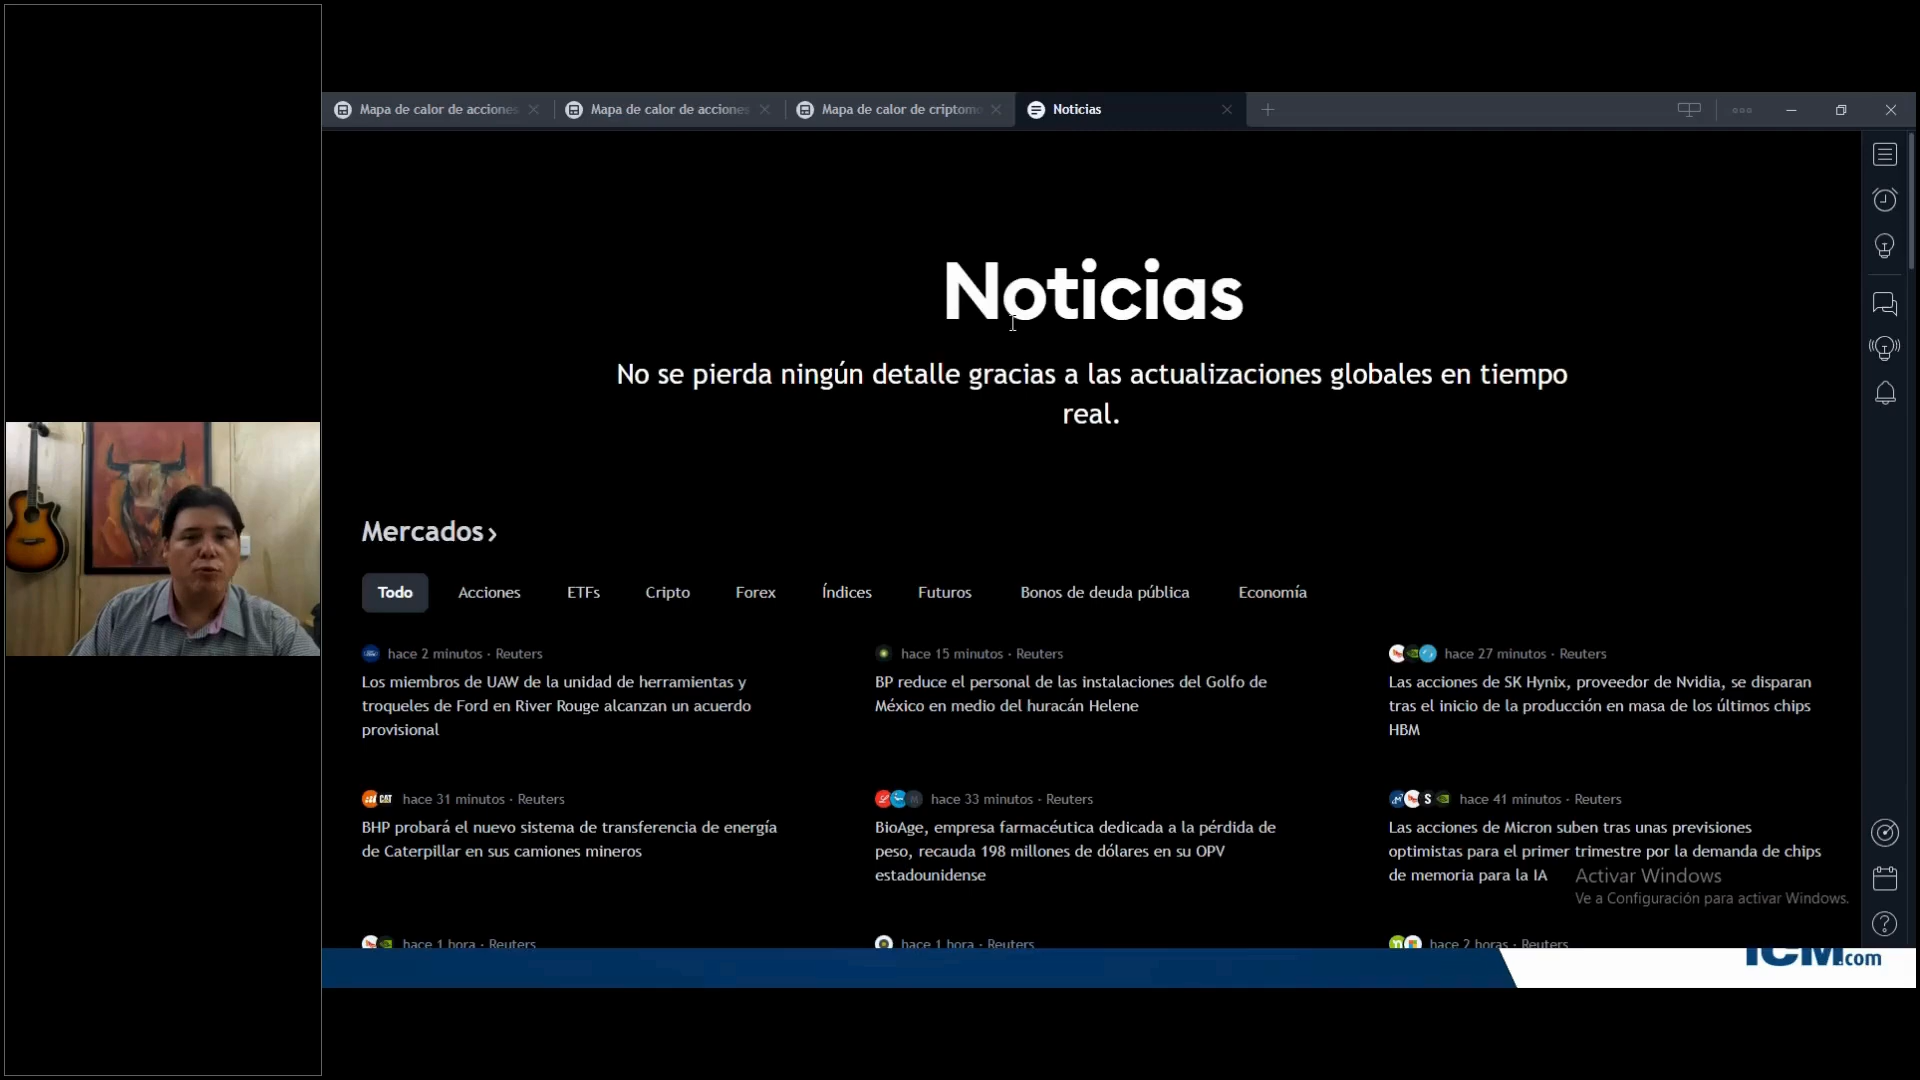 Mapa de calor de acciones
Mapa de calor de acciones
Mapa de calor de criptomo
Noticias
Noticias
No se pierda ningún detalle gracias a las actualizaciones globales en tiempo
real.
Mercados
Todo
Acciones
ETFs
Cripto
Forex
Índices
Futuros
Bonos de deuda pública
Economía
hace 2 minutos · Reuters
Los miembros de UAW de la unidad de herramientas y
troqueles de Ford en River Rouge alcanzan un acuerdo
provisional
hace 15 minutos · Reuters
BP reduce el personal de las instalaciones del Golfo de
México en medio del huracán Helene
hace 27 minutos · Reuters
Las acciones de SK Hynix, proveedor de Nvidia, se disparan
tras el inicio de la producción en masa de los últimos chips
HBM
CAT
hace 31 minutos · Reuters
BHP probará el nuevo sistema de transferencia de energía
de Caterpillar en sus camiones mineros
hace 33 minutos · Reuters
BioAge, empresa farmacéutica dedicada a la pérdida de
peso, recauda 198 millones de dólares en su OPV
estadounidense
hace 41 minutos · Reuters
Las acciones de Micron suben tras unas previsiones
optimistas para el primer trimestre por la demanda de chips
de memoria para la IA
Activar Windows
Ve a Configuración para activar Windows.
hace 1 hora · Reuters
hace 1 hora · Reuters
hace 2 horas · Reuters
ICM.com